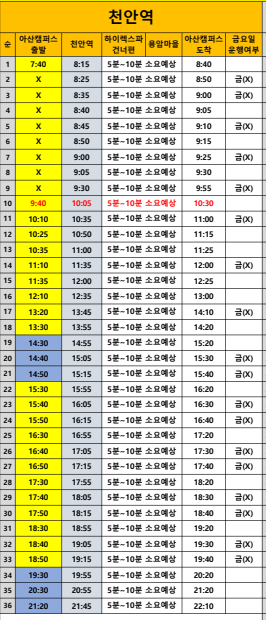 천안역
순 아산캠퍼스 출발 천안역 하이렉스파 건너편 용암마을 아산캠퍼스 도착 금요일 운행여부
1 7:40 8:15 5분~10분 소요예상 8:40
2 X 8:25 5분~10분 소요예상 8:50 금(X)
3 X 8:35 5분~10분 소요예상 9:00 금(X)
4 X 8:40 5분~10분 소요예상 9:05
5 X 8:45 5분~10분 소요예상 9:10 금(X)
6 X 8:50 5분~10분 소요예상 9:15
7 X 9:00 5분~10분 소요예상 9:25 금(X)
8 X 9:05 5분~10분 소요예상 9:30
9 X 9:30 5분~10분 소요예상 9:55 금(X)
10 9:40 10:05 5분~10분 소요예상 10:30
11 10:10 10:35 5분~10분 소요예상 11:00 금(X)
12 10:25 10:50 5분~10분 소요예상 11:15
13 10:35 11:00 5분~10분 소요예상 11:25
14 11:10 11:35 5분~10분 소요예상 12:00 금(X)
15 11:35 12:00 5분~10분 소요예상 12:25
16 12:10 12:35 5분~10분 소요예상 13:00
17 13:20 13:45 5분~10분 소요예상 14:10 금(X)
18 13:30 13:55 5분~10분 소요예상 14:20
19 14:30 14:55 5분~10분 소요예상 15:20
20 14:40 15:05 5분~10분 소요예상 15:30 금(X)
21 14:50 15:15 5분~10분 소요예상 15:40 금(X)
22 15:30 15:55 5분~10분 소요예상 16:20
23 15:40 16:05 5분~10분 소요예상 16:30 금(X)
24 15:50 16:15 5분~10분 소요예상 16:40 금(X)
25 16:30 16:55 5분~10분 소요예상 17:20
26 16:40 17:05 5분~10분 소요예상 17:30 금(X)
27 16:50 17:15 5분~10분 소요예상 17:40 금(X)
28 17:30 17:55 5분~10분 소요예상 18:20
29 17:40 18:05 5분~10분 소요예상 18:30 금(X)
30 17:50 18:15 5분~10분 소요예상 18:40 금(X)
31 18:30 18:55 5분~10분 소요예상 19:20
32 18:40 19:05 5분~10분 소요예상 19:30 금(X)
33 18:50 19:15 5분~10분 소요예상 19:40 금(X)
34 19:30 19:55 5분~10분 소요예상 20:20
35 20:30 20:55 5분~10분 소요예상 21:20
36 21:20 21:45 5분~10분 소요예상 22:10